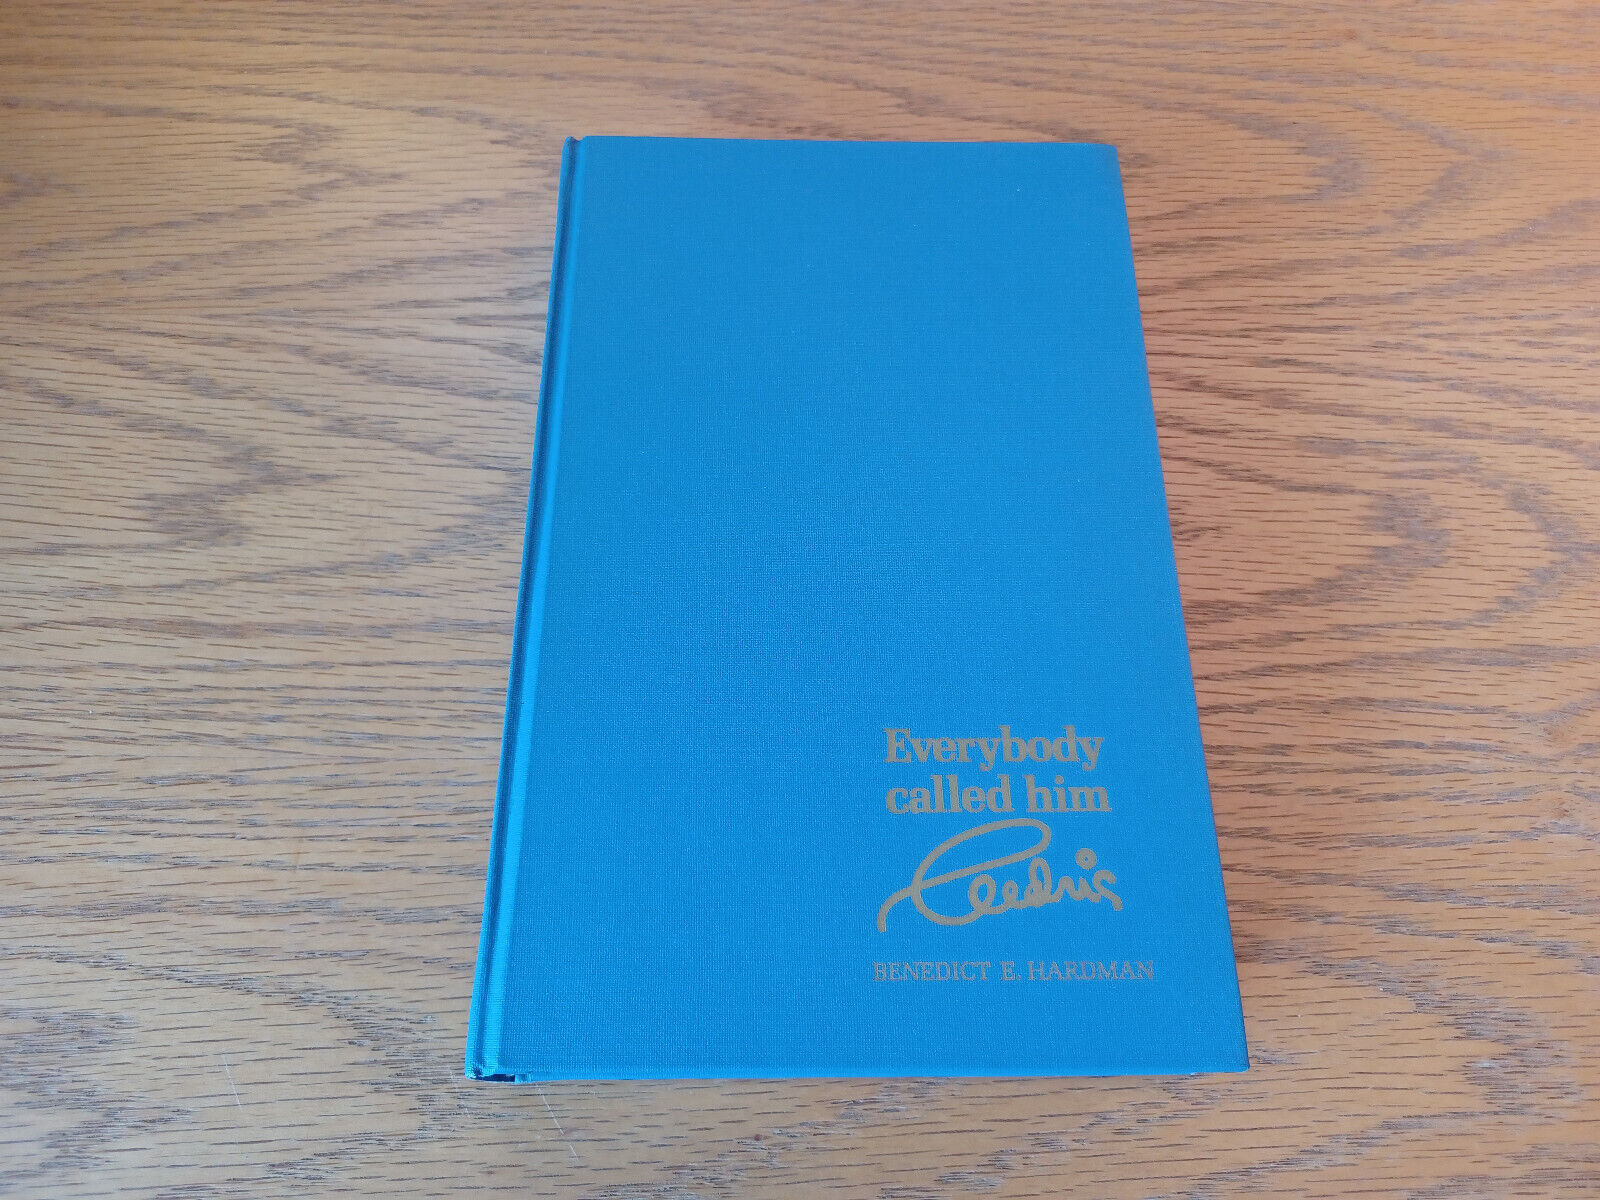 Everybody
called him
Cedric
BENEDICT E. HARDMAN